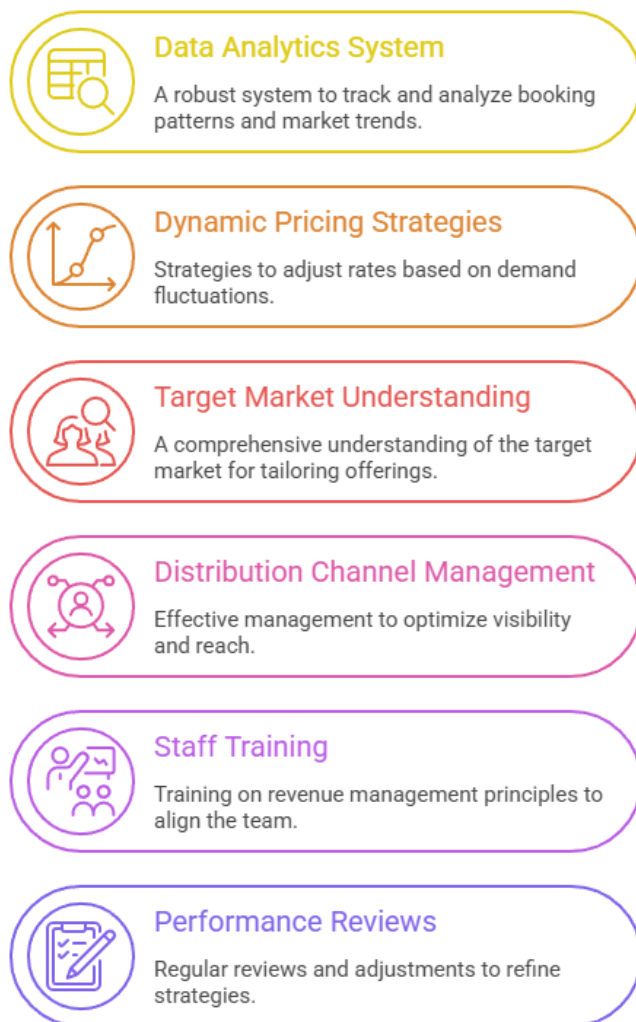 Data Analytics System
A robust system to track and analyze booking
patterns and market trends.
Dynamic Pricing Strategies
Strategies to adjust rates based on demand
fluctuations.
Target Market Understanding
A comprehensive understanding of the target
market for tailoring offerings.
Distribution Channel Management
Effective management to optimize visibility
and reach.
Staff Training
Training on revenue management principles to
align the team.
Performance Reviews
Regular reviews and adjustments to refine
strategies.